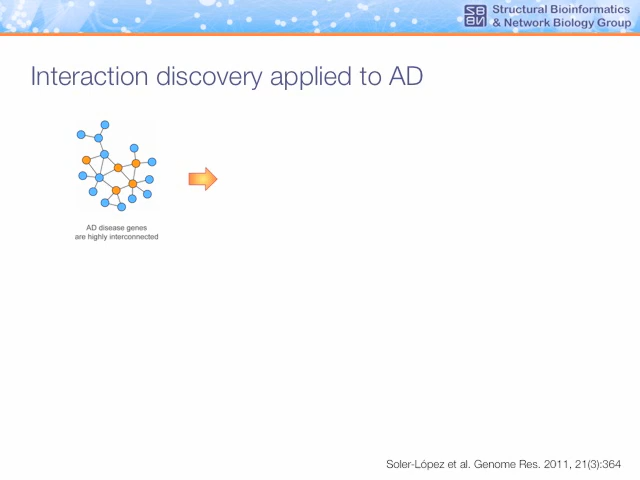 Structural Bioinformatics
& Network Biology Group
Interaction discovery applied to AD
AD disease genes
are highly interconnected
Soler-López et al. Genome Res. 2011, 21(3):364